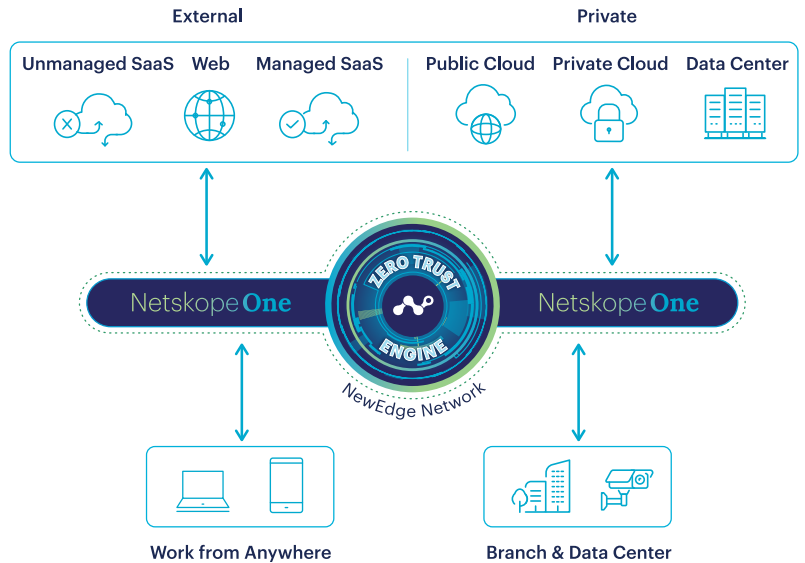 External
Private
Unmanaged SaaS
Web
Managed SaaS
Public Cloud
Private Cloud
Data Center
Netskope One
ZERO TRUST
ENGINE
Netskope One
NewEdge Network
Work from Anywhere
Branch & Data Center